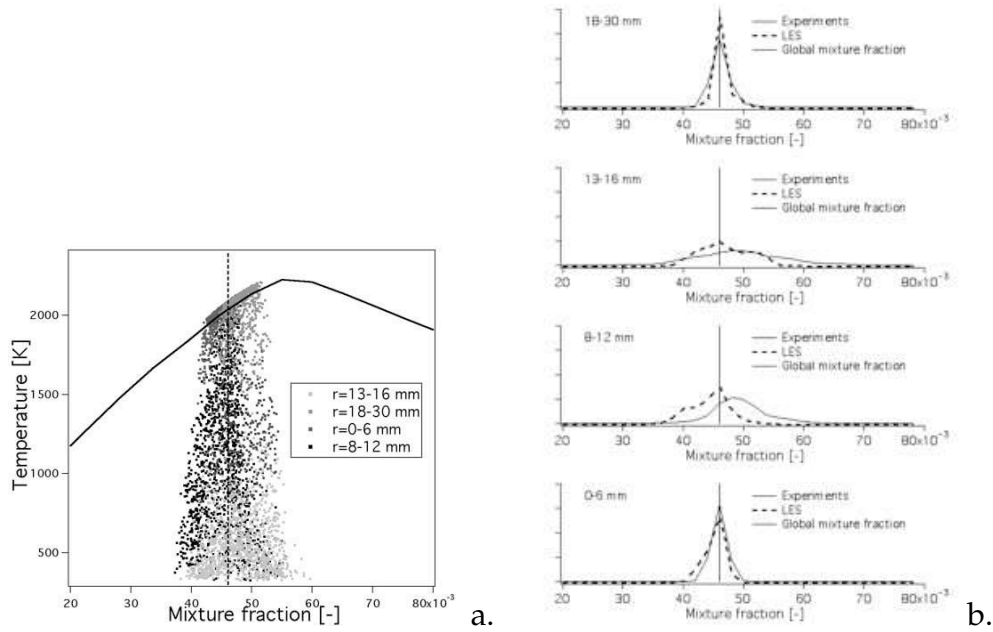 2000
1500
1000
500
Temperature [K]
r=13-16 mm
r=18-30 mm
r=0-6 mm
r=8-12 mm
20 30 40 50 60 70 80x10⁻³
Mixture fraction [-]
a.
18-30 mm
Experiments
LES
Global mixture fraction
20 30 40 50 60 70 80x10⁻³
Mixture fraction [-]
13-16 mm
Experiments
LES
Global mixture fraction
20 30 40 50 60 70 80x10⁻³
Mixture fraction [-]
8-12 mm
Experiments
LES
Global mixture fraction
20 30 40 50 60 70 80x10⁻³
Mixture fraction [-]
0-6 mm
Experiments
LES
Global mixture fraction
20 30 40 50 60 70 80x10⁻³
Mixture fraction [-]
b.